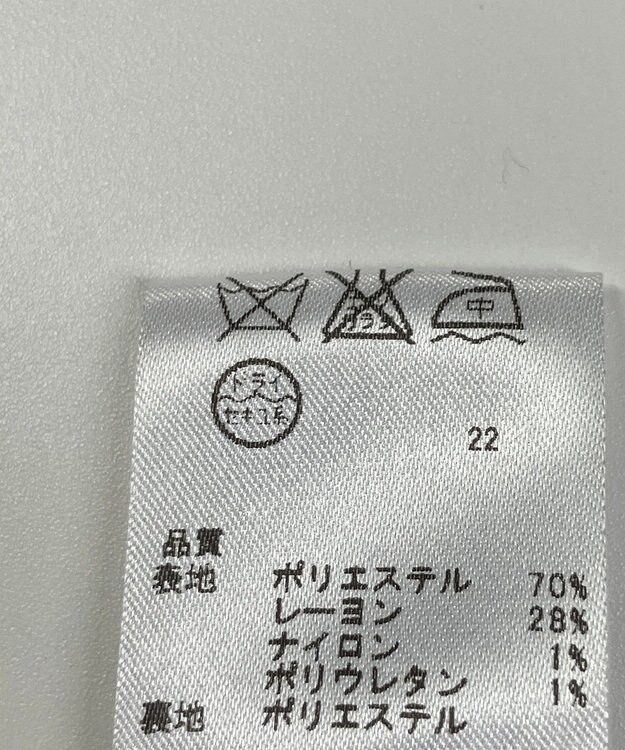 中
ドライ
セキユ系
22
品質
表地 ポリエステル 70%
レーヨン 28%
ナイロン 1%
ポリウレタン 1%
裏地 ポリエステル